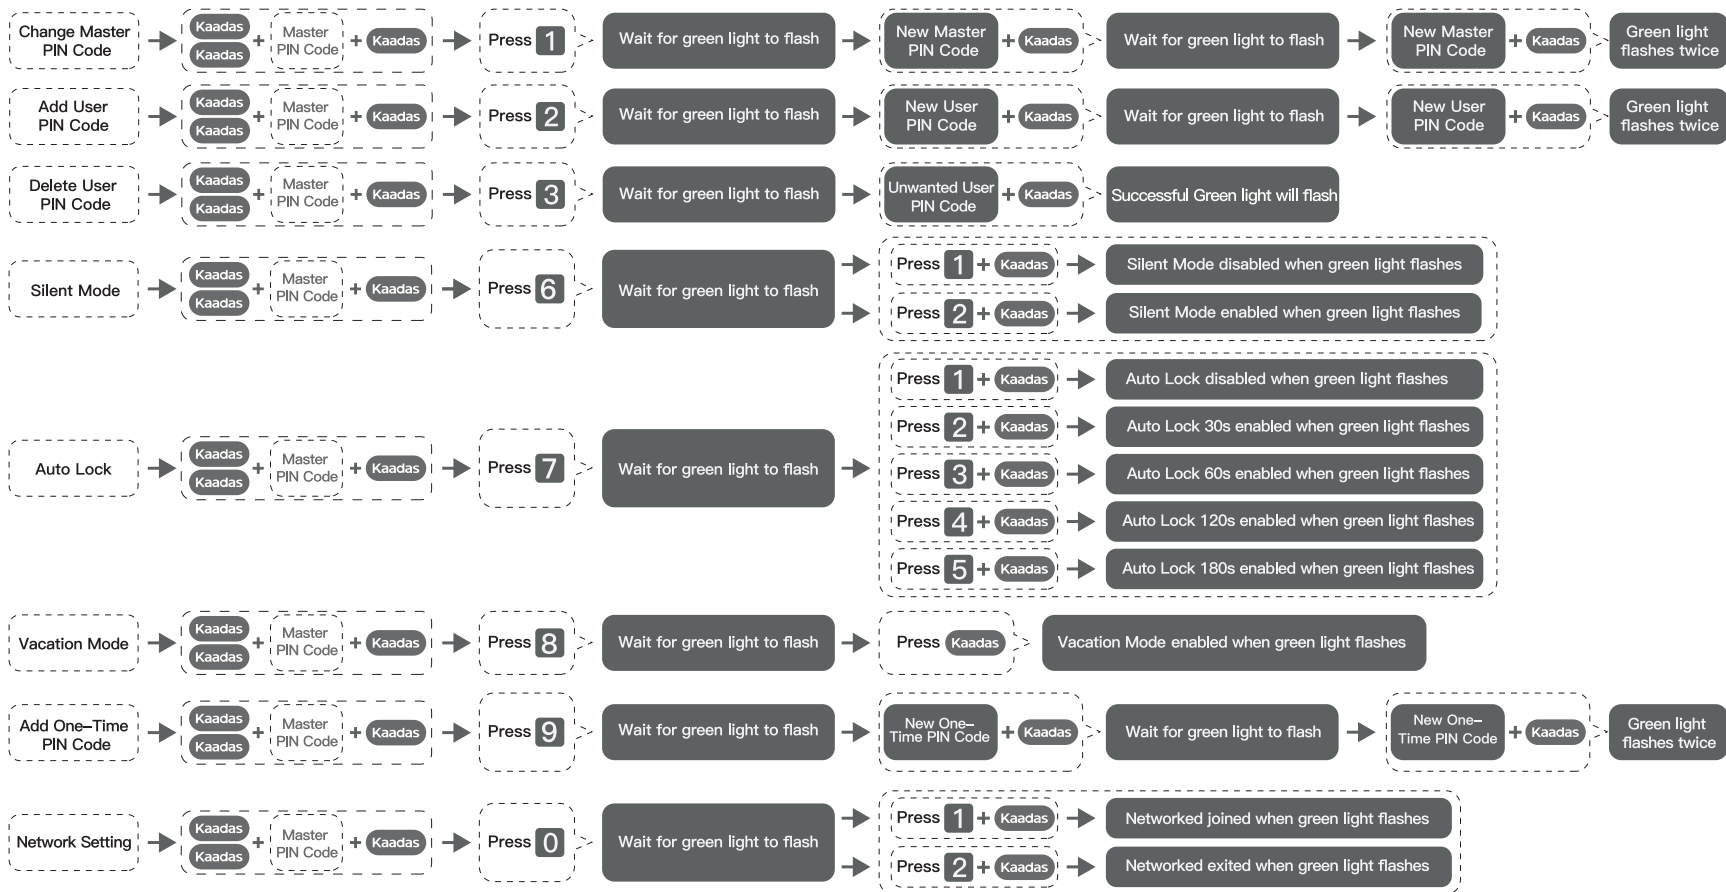 Change Master
PIN Code
Kaadas
Kaadas
+
Master
PIN Code
+ Kaadas
Press 1
Wait for green light to flash
New Master
PIN Code
+ Kaadas
Wait for green light to flash
New Master
PIN Code
+ Kaadas
Green light
flashes twice
Add User
PIN Code
Kaadas
Kaadas
+
Master
PIN Code
+ Kaadas
Press 2
Wait for green light to flash
New User
PIN Code
+ Kaadas
Wait for green light to flash
New User
PIN Code
+ Kaadas
Green light
flashes twice
Delete User
PIN Code
Kaadas
Kaadas
+
Master
PIN Code
+ Kaadas
Press 3
Wait for green light to flash
Unwanted User
PIN Code
+ Kaadas
Successful Green light will flash
Silent Mode
Kaadas
Kaadas
+
Master
PIN Code
+ Kaadas
Press 6
Wait for green light to flash
Press 1 + Kaadas
Silent Mode disabled when green light flashes
Press 2 + Kaadas
Silent Mode enabled when green light flashes
Auto Lock
Kaadas
Kaadas
+
Master
PIN Code
+ Kaadas
Press 7
Wait for green light to flash
Press 1 + Kaadas
Auto Lock disabled when green light flashes
Press 2 + Kaadas
Auto Lock 30s enabled when green light flashes
Press 3 + Kaadas
Auto Lock 60s enabled when green light flashes
Press 4 + Kaadas
Auto Lock 120s enabled when green light flashes
Press 5 + Kaadas
Auto Lock 180s enabled when green light flashes
Vacation Mode
Kaadas
Kaadas
+
Master
PIN Code
+ Kaadas
Press 8
Wait for green light to flash
Press Kaadas
Vacation Mode enabled when green light flashes
Add One–Time
PIN Code
Kaadas
Kaadas
+
Master
PIN Code
+ Kaadas
Press 9
Wait for green light to flash
New One–
Time PIN Code
+ Kaadas
Wait for green light to flash
New One–
Time PIN Code
+ Kaadas
Green light
flashes twice
Network Setting
Kaadas
Kaadas
+
Master
PIN Code
+ Kaadas
Press 0
Wait for green light to flash
Press 1 + Kaadas
Networked joined when green light flashes
Press 2 + Kaadas
Networked exited when green light flashes